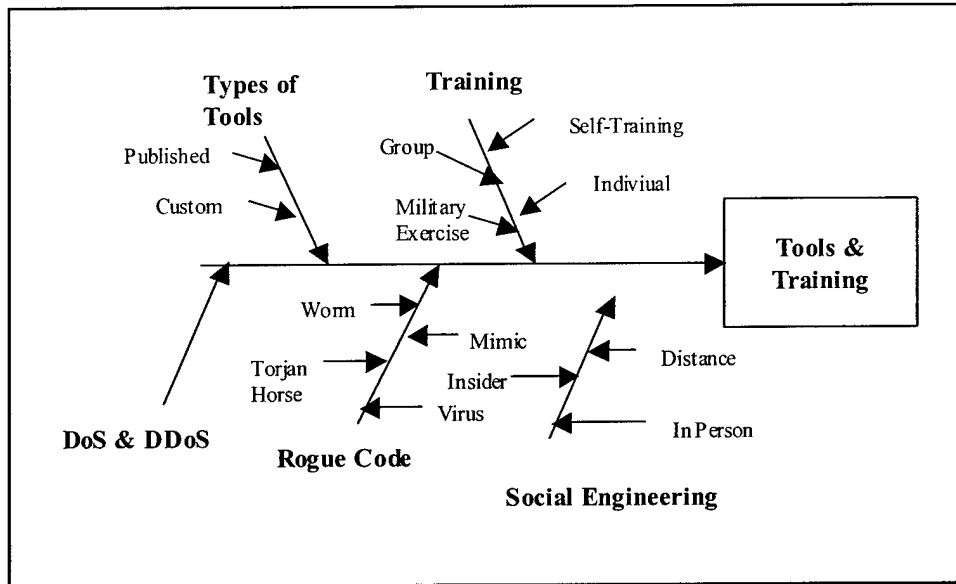 Types of
Tools
Published
Custom
Training
Self-Training
Group
Indiviual
Military
Exercise
Tools &
Training
Worm
Mimic
Torjan
Horse
Virus
Distance
Insider
In Person
DoS & DDoS
Rogue Code
Social Engineering